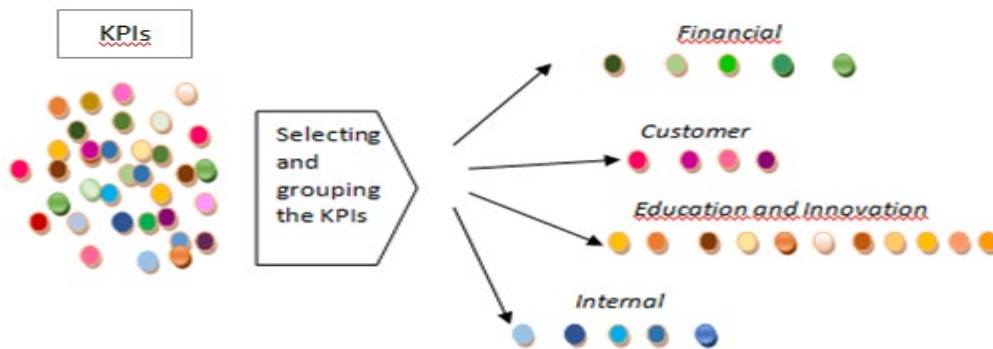 KPIs
Selecting
and
grouping
the KPIs
Financial
Customer
Education and Innovation
Internal